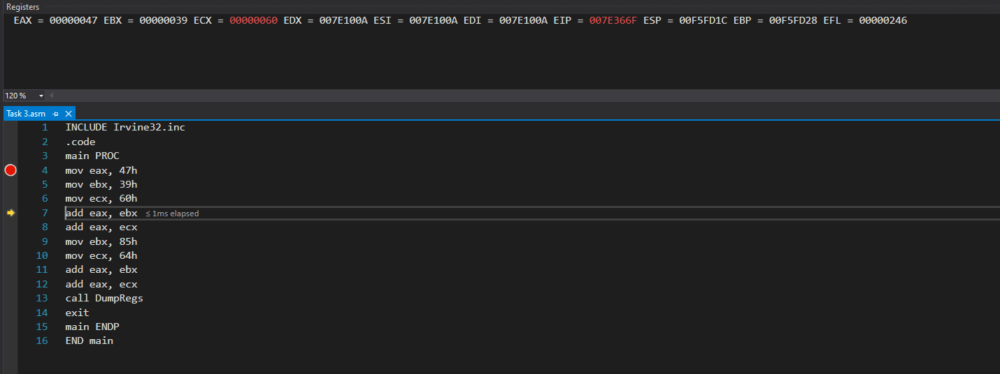 Registers
EAX = 00000047 EBX = 00000039 ECX = 00000060 EDX = 007E100A ESI = 007E100A EDI = 007E100A EIP = 007E366F ESP = 00F5FD1C EBP = 00F5FD28 EFL = 00000246
120 %
Task 3.asm
1 INCLUDE Irvine32.inc
2 .code
3 main PROC
4 mov eax, 47h
5 mov ebx, 39h
6 mov ecx, 60h
7 add eax, ebx ≤ 1ms elapsed
8 add eax, ecx
9 mov ebx, 85h
10 mov ecx, 64h
11 add eax, ebx
12 add eax, ecx
13 call DumpRegs
14 exit
15 main ENDP
16 END main